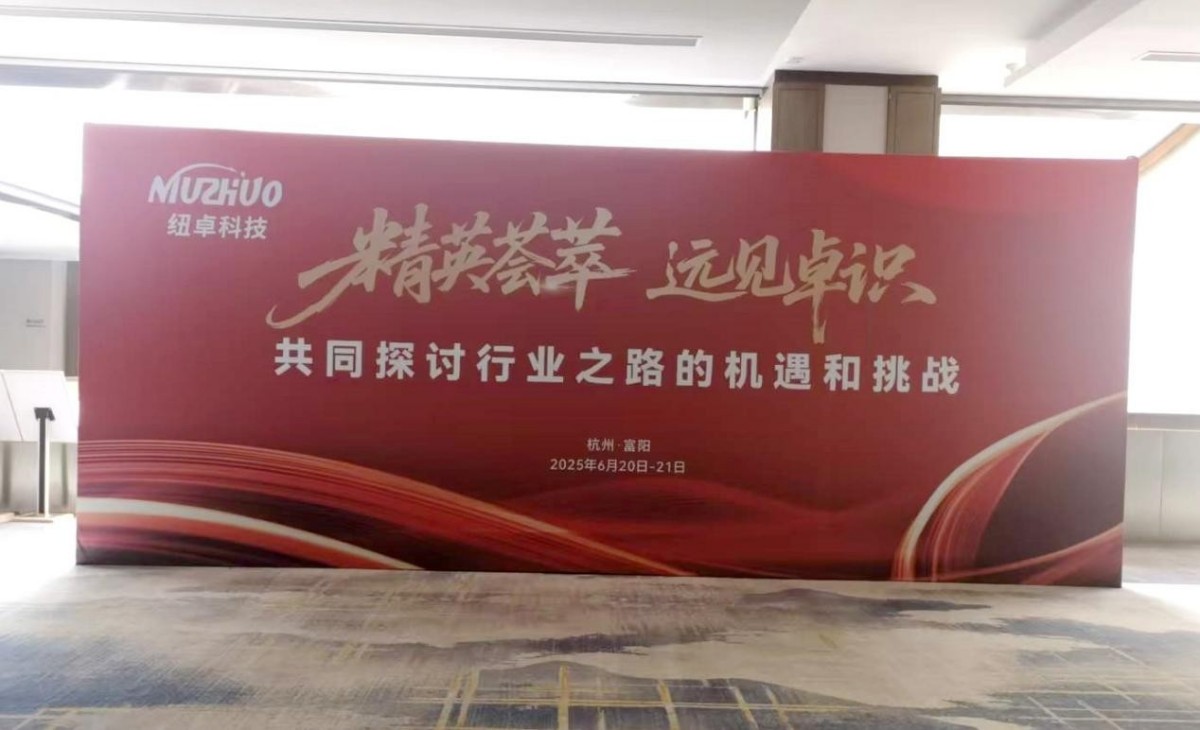 MUZHUO
纽卓科技
精英荟萃 远见卓识
共同探讨行业之路的机遇和挑战
杭州·富阳
2025年6月20日-21日